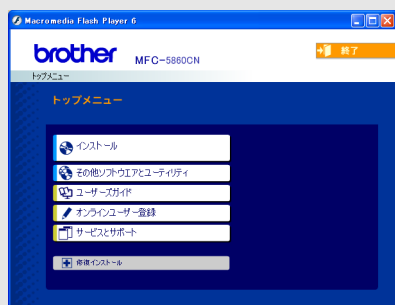 Macromedia Flash Player 6
brother MFC-5860CN
終了
トップメニュー
トップメニュー
インストール
その他ソフトウエアとユーティリティ
ユーザーズガイド
オンラインユーザー登録
サービスとサポート
修復インストール